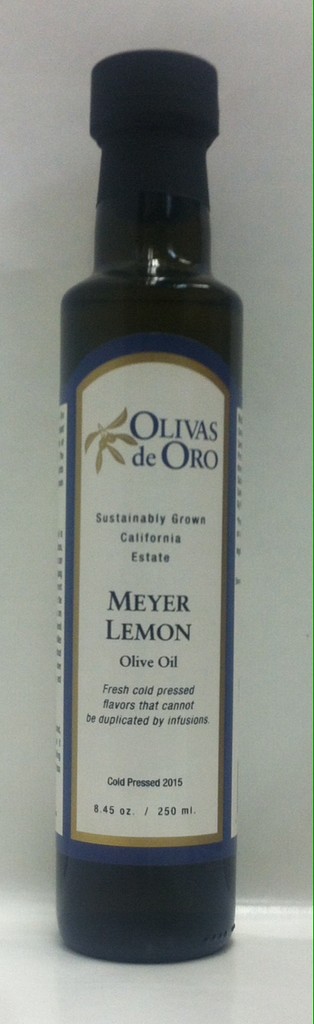 OLIVAS
de ORO
Sustainably Grown
California
Estate
MEYER
LEMON
Olive Oil
Fresh cold pressed
flavors that cannot
be duplicated by infusions.
Cold Pressed 2015
8.45 oz. / 250 ml.